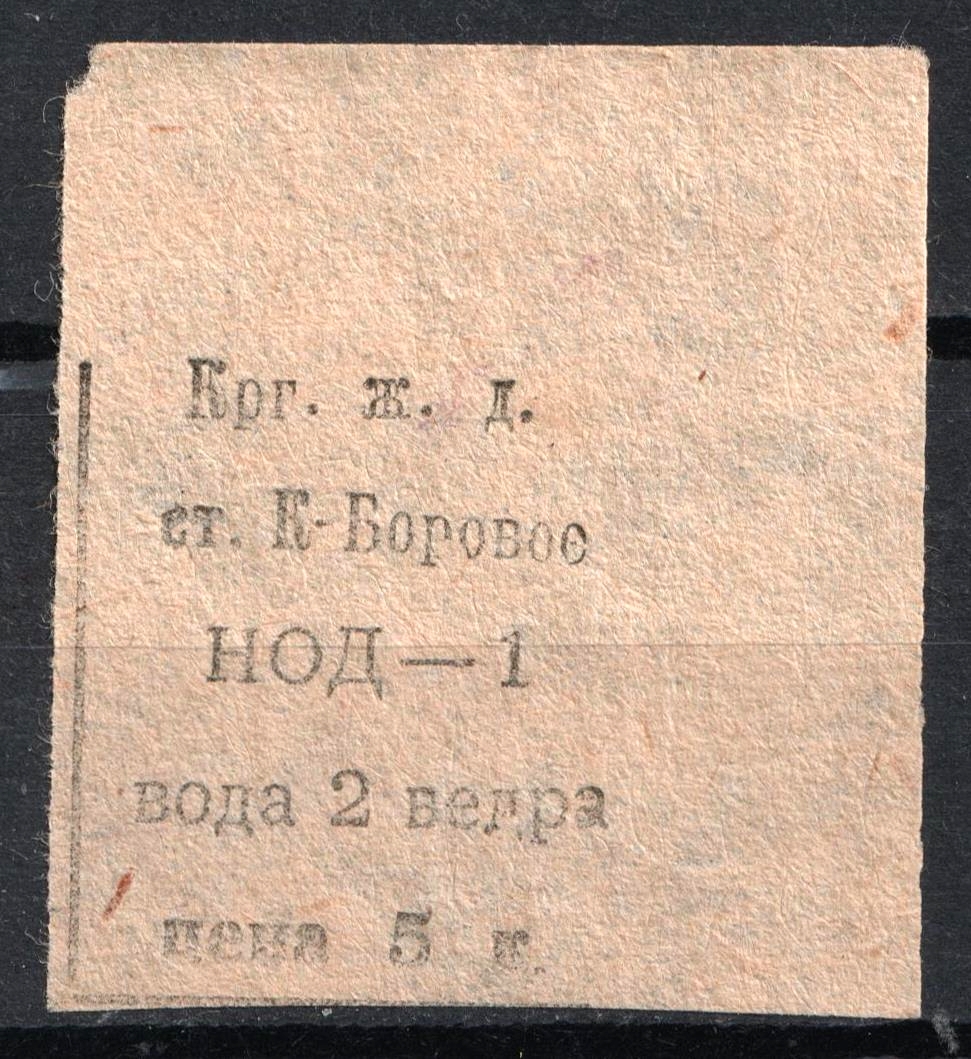 Крг. ж. д.
ст. К-Боровое
НОД — 1
вода 2 ведра
цена 5 к.